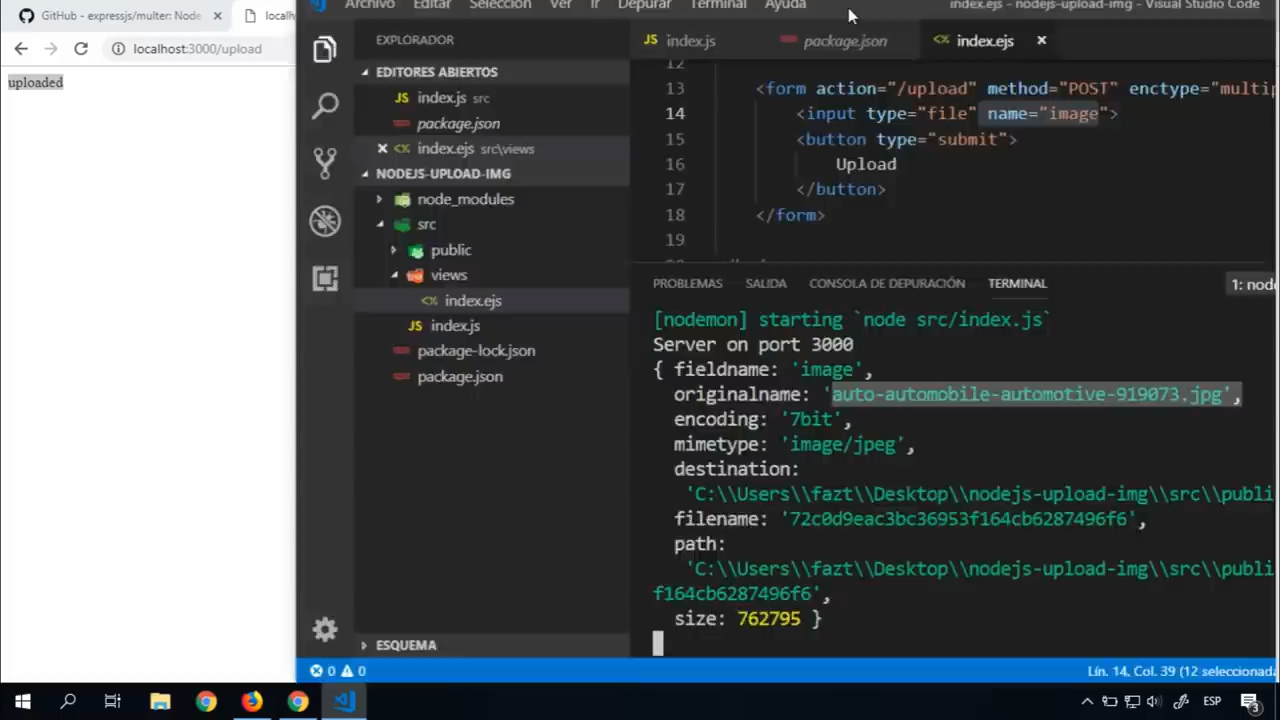 GitHub - expressjs/multer: Node
localh
localhost:3000/upload
uploaded
Archivo Editar Selección Ver Ir Depurar Terminal Ayuda
index.ejs - nodejs-upload-img - Visual Studio Code
EXPLORADOR
EDITORES ABIERTOS
JS index.js src
package.json
index.ejs src\views
NODEJS-UPLOAD-IMG
node_modules
src
public
views
index.ejs
JS index.js
package-lock.json
package.json
ESQUEMA
JS index.js
package.json
index.ejs
12
13 <form action="/upload" method="POST" enctype="multip
14 <input type="file" name="image">
15 <button type="submit">
16 Upload
17 </button>
18 </form>
19
PROBLEMAS SALIDA CONSOLA DE DEPURACIÓN TERMINAL 1: nod
[nodemon] starting `node src/index.js`
Server on port 3000
{ fieldname: 'image',
originalname: 'auto-automobile-automotive-919073.jpg',
encoding: '7bit',
mimetype: 'image/jpeg',
destination:
'C:\\Users\\fazt\\Desktop\\nodejs-upload-img\\src\\publi
filename: '72c0d9eac3bc36953f164cb6287496f6',
path:
'C:\\Users\\fazt\\Desktop\\nodejs-upload-img\\src\\publi
f164cb6287496f6',
size: 762795 }
0 0
Lín. 14, Col. 39 (12 seleccionada
ESP
3